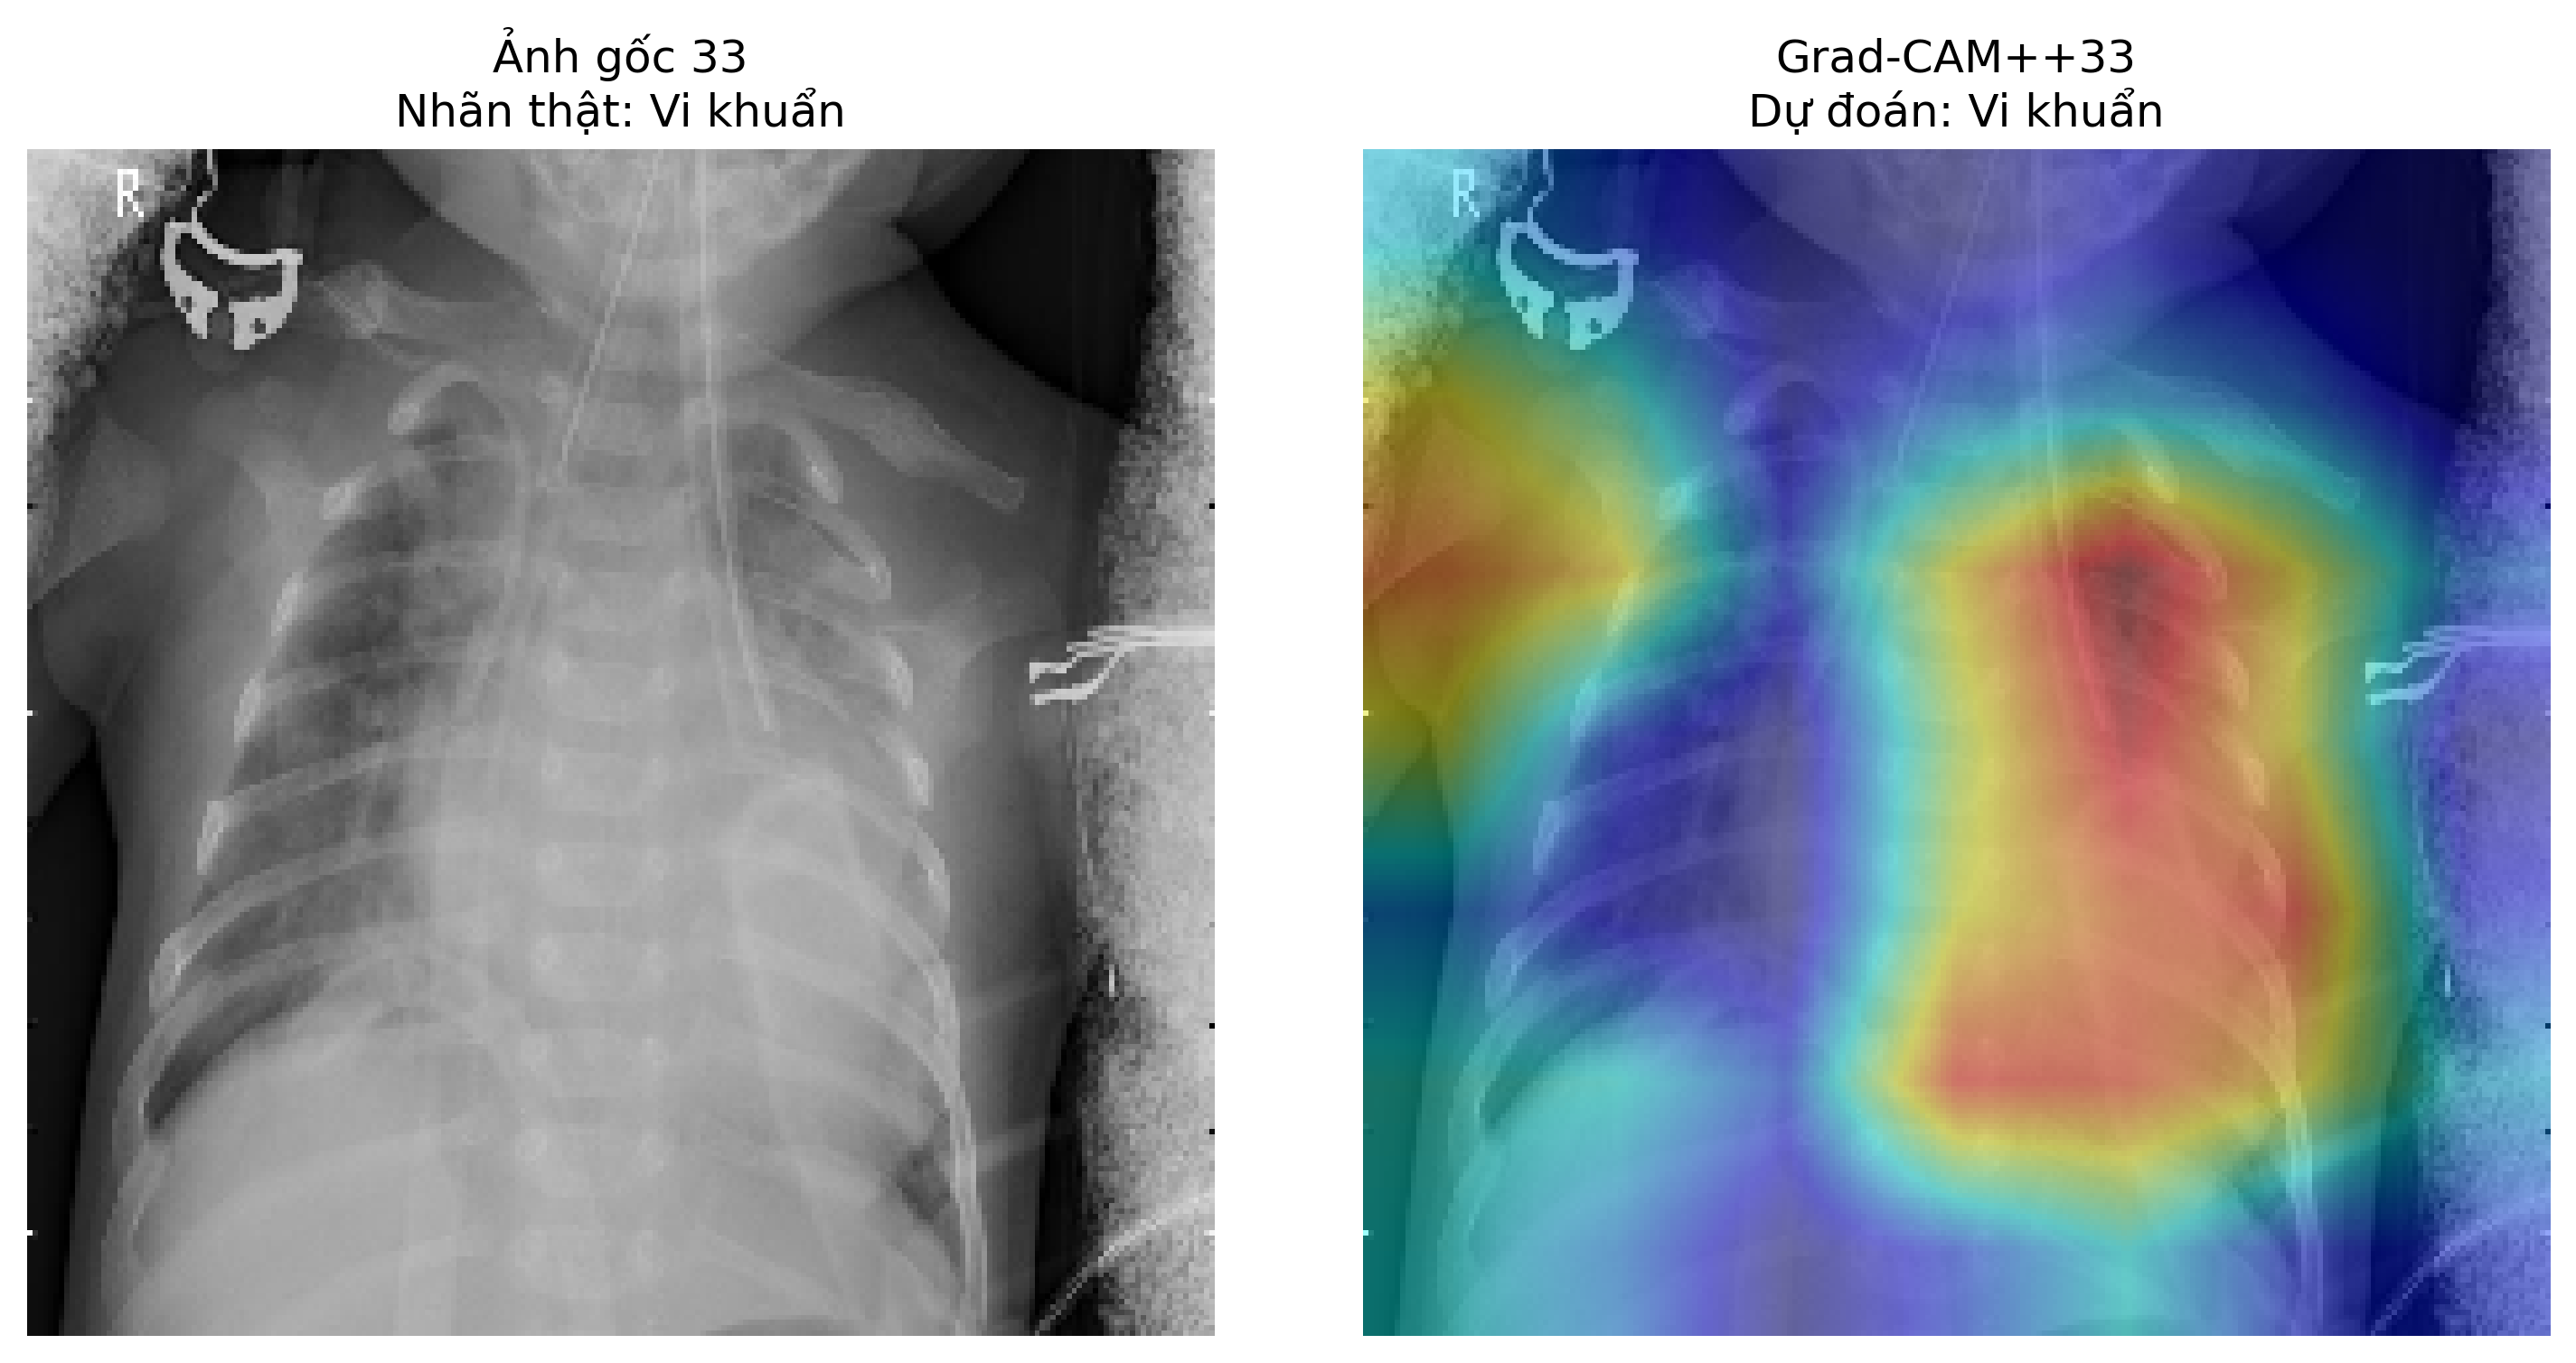 Ảnh gốc 33
Nhãn thật: Vi khuẩn
Grad-CAM++33
Dự đoán: Vi khuẩn
R
R